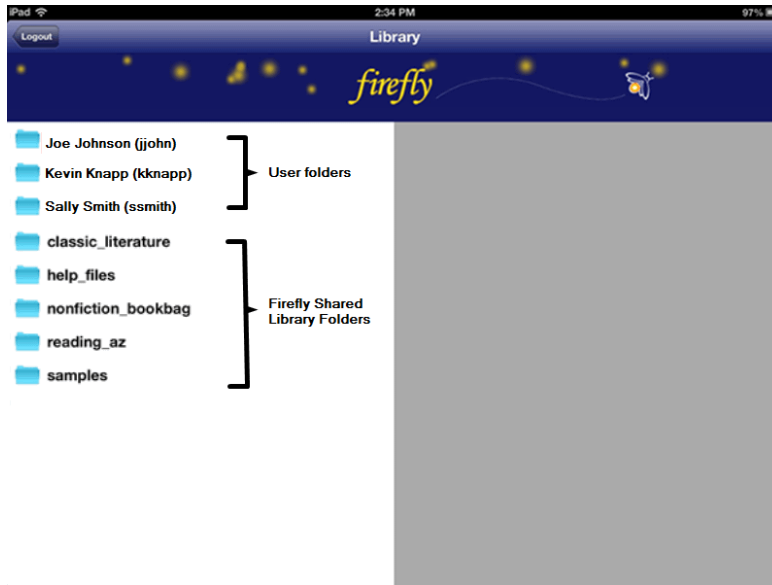 iPad 2:34 PM 97%
Logout Library
firefly
Joe Johnson (jjohn)
Kevin Knapp (kknapp)
User folders
Sally Smith (ssmith)
classic_literature
help_files
nonfiction_bookbag
Firefly Shared
Library Folders
reading_az
samples